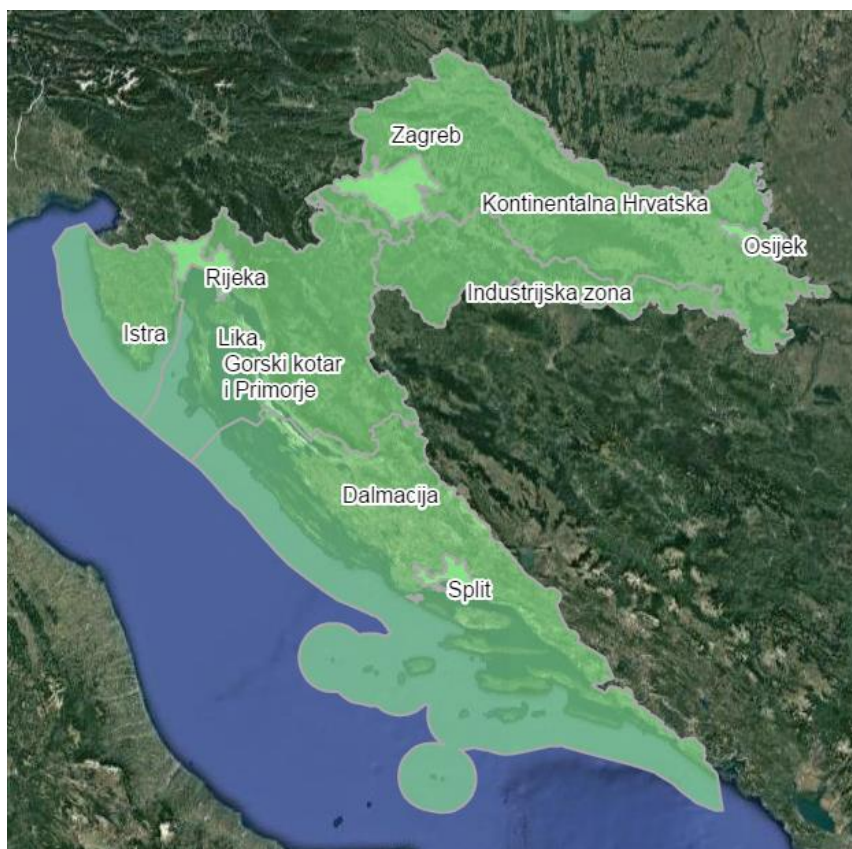 Zagreb
Kontinentalna Hrvatska
Osijek
Rijeka
Industrijska zona
Istra
Lika,
Gorski kotar
i Primorje
Dalmacija
Split